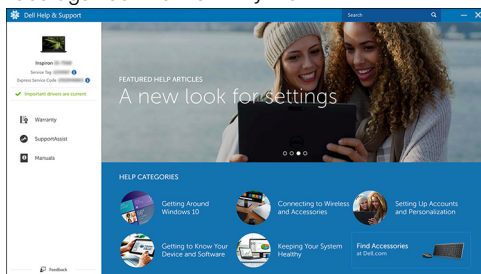 Dell Help & Support
Search
Inspiron
Service Tag:
Express Service Code:
Important drivers are current
Warranty
SupportAssist
Manuals
Feedback
FEATURED HELP ARTICLES
A new look for settings
HELP CATEGORIES
Getting Around
Windows 10
Connecting to Wireless
and Accessories
Setting Up Accounts
and Personalization
Getting to Know Your
Device and Software
Keeping Your System
Healthy
Find Accessories
at Dell.com